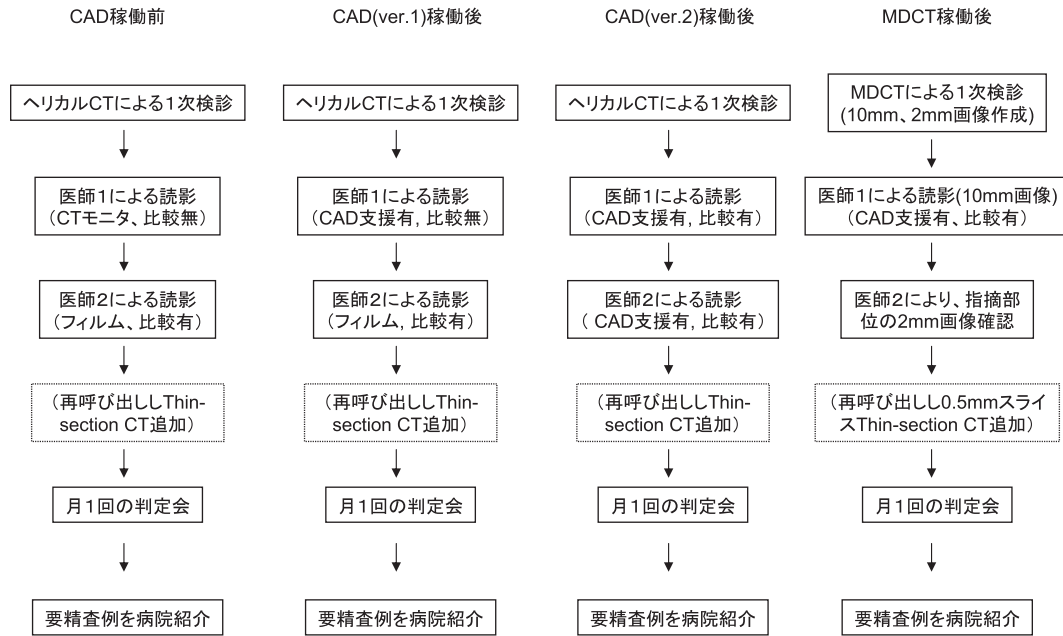 CAD稼働前
CAD(ver.1)稼働後
CAD(ver.2)稼働後
MDCT稼働後
ヘリカルCTによる１次検診
ヘリカルCTによる１次検診
ヘリカルCTによる１次検診
MDCTによる１次検診
(10mm、2mm画像作成)
医師１による読影
（CTモニタ、比較無）
医師１による読影
（CAD支援有, 比較無）
医師１による読影
（CAD支援有, 比較有）
医師１による読影(10mm画像)
（CAD支援有、比較有）
医師２による読影
（フィルム、比較有）
医師２による読影
（フィルム, 比較有）
医師２による読影
（ CAD支援有, 比較有）
医師２により、指摘部
位の2mm画像確認
（再呼び出ししThin-
section CT追加）
（再呼び出ししThin-
section CT追加）
（再呼び出ししThin-
section CT追加）
（再呼び出しし0.5mmスライ
スThin-section CT追加）
月１回の判定会
月１回の判定会
月１回の判定会
月１回の判定会
要精査例を病院紹介
要精査例を病院紹介
要精査例を病院紹介
要精査例を病院紹介